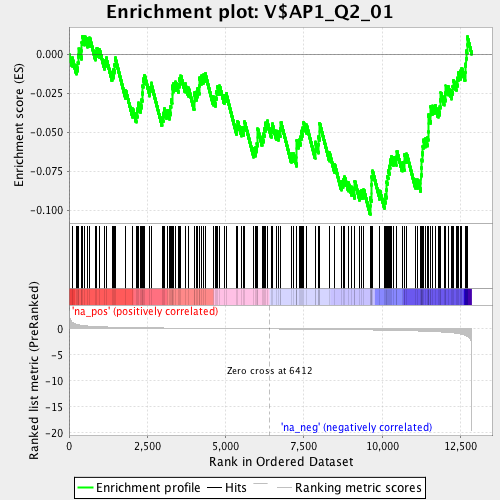 Enrichment plot: V$AP1_Q2_01
Enrichment score (ES)
0.000
-0.025
-0.050
-0.075
-0.100
'na_pos' (positively correlated)
Ranked list metric (PreRanked)
0
-5
-10
-15
-20
Zero cross at 6412
'na_neg' (negatively correlated)
0
2,500
5,000
7,500
10,000
12,500
Rank in Ordered Dataset
Enrichment profile
Hits
Ranking metric scores